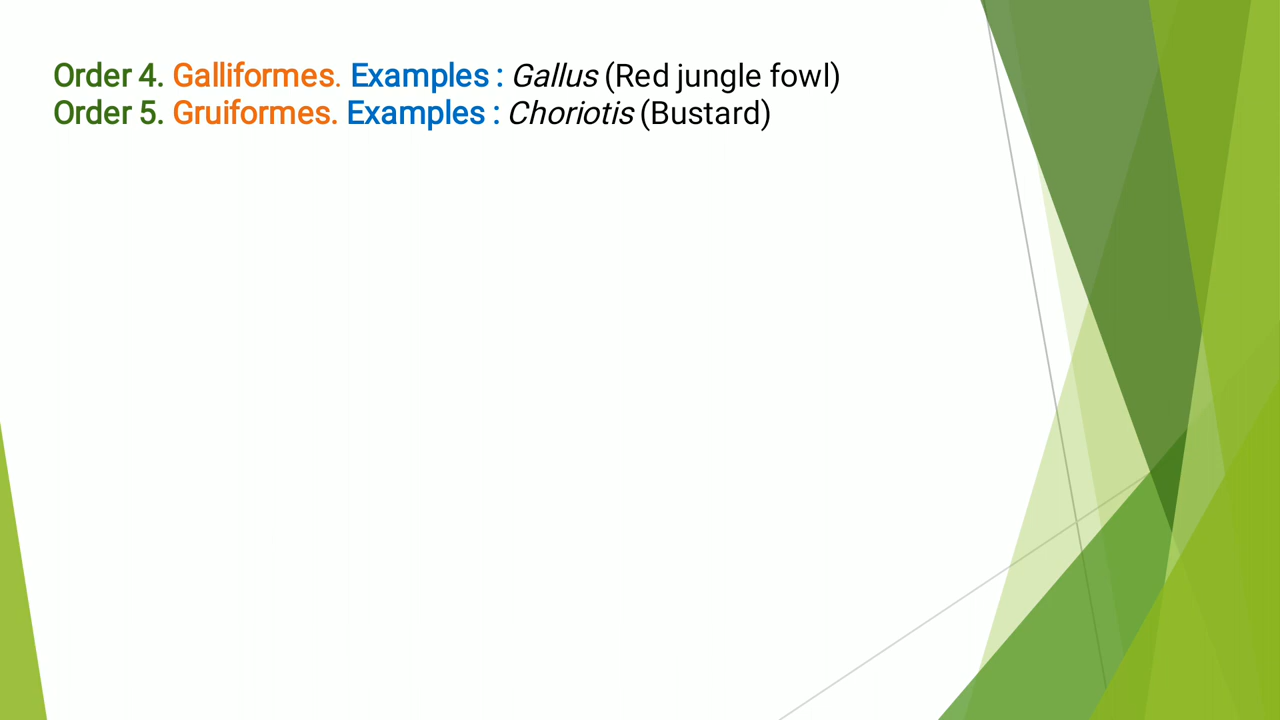 Order 4. Galliformes. Examples : Gallus (Red jungle fowl)
Order 5. Gruiformes. Examples : Choriotis (Bustard)